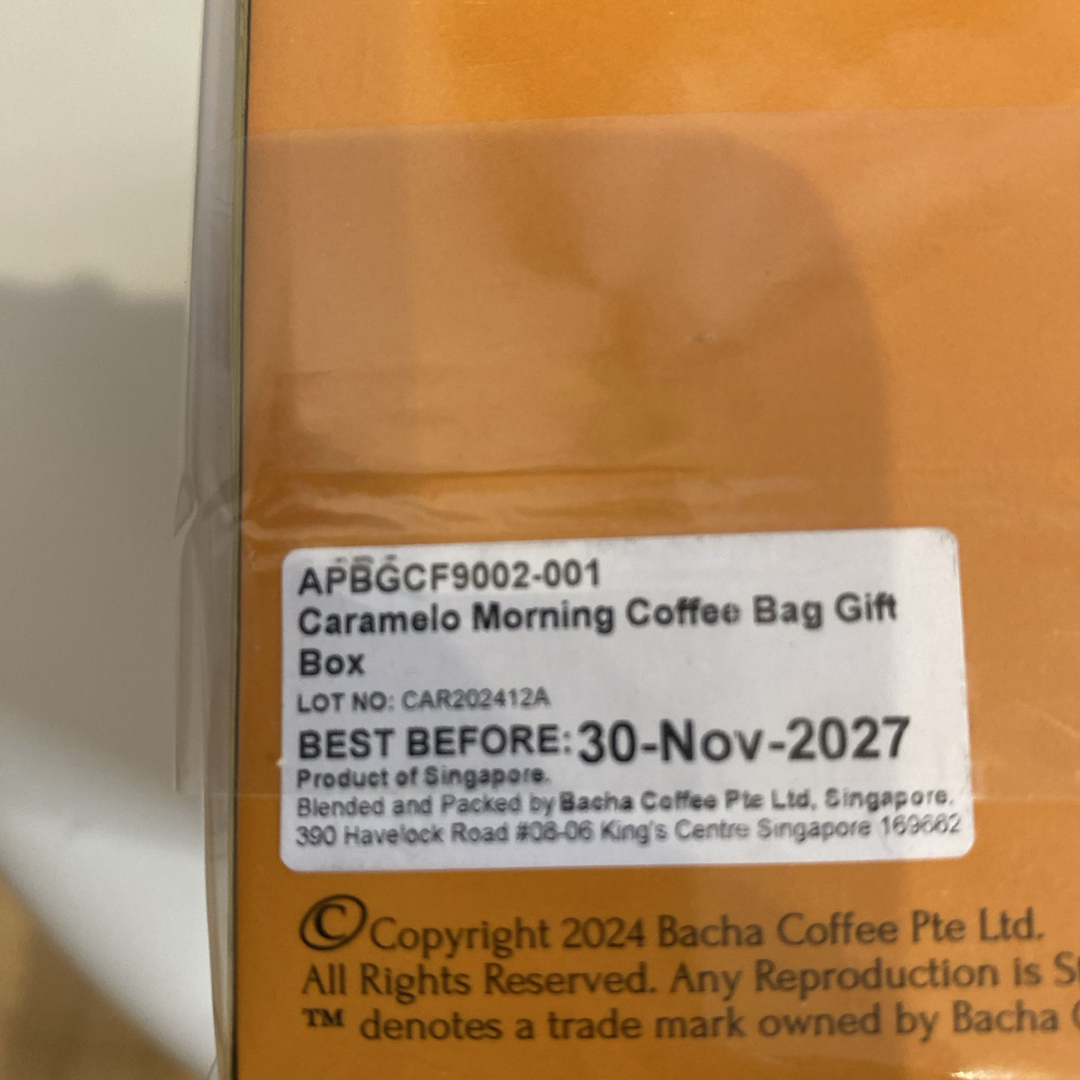 APBGCF9002-001
Caramelo Morning Coffee Bag Gift
Box
LOT NO: CAR202412A
BEST BEFORE: 30-Nov-2027
Product of Singapore.
Blended and Packed by Bacha Coffee Pte Ltd, Singapore.
390 Havelock Road #08-06 King's Centre Singapore 169662
©Copyright 2024 Bacha Coffee Pte Ltd.
All Rights Reserved. Any Reproduction is
™ denotes a trade mark owned by Bacha